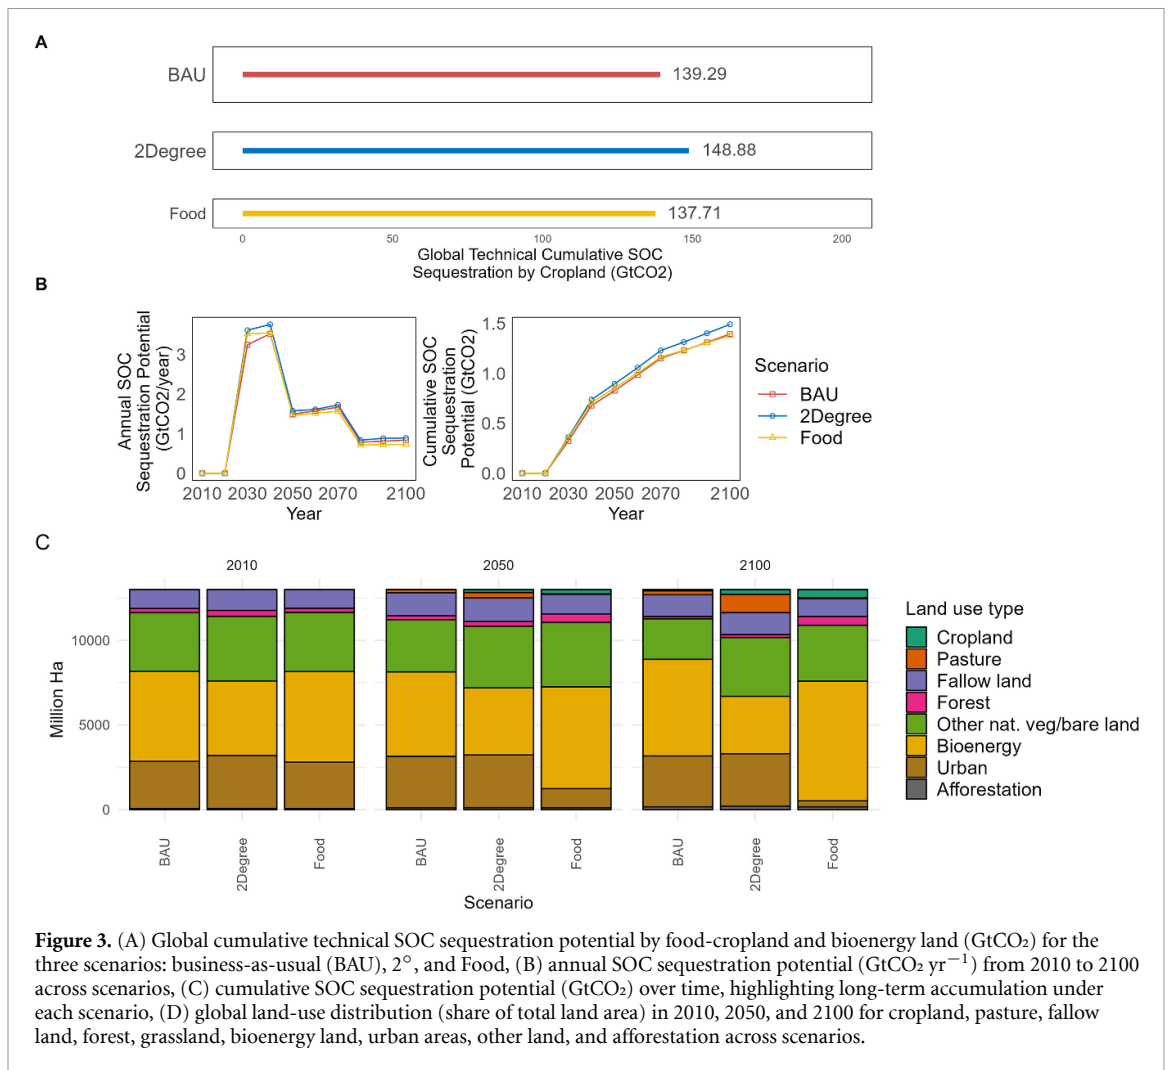 A
BAU
139.29
2Degree
148.88
Food
137.71
0 50 100 150 200
Global Technical Cumulative SOC
Sequestration by Cropland (GtCO2)
B
Annual SOC
Sequestration Potential
(GtCO2/year)
3
2
1
0
2010 2030 2050 2070 2100
Year
Cumulative SOC
Sequestration
Potential (GtCO2)
1.5
1.0
0.5
0.0
2010 2030 2050 2070 2100
Year
Scenario
BAU
2Degree
Food
C
2010 2050 2100
Million Ha
10000
5000
0
BAU 2Degree Food BAU 2Degree Food BAU 2Degree Food
Scenario
Land use type
Cropland
Pasture
Fallow land
Forest
Other nat. veg/bare land
Bioenergy
Urban
Afforestation
Figure 3. (A) Global cumulative technical SOC sequestration potential by food-cropland and bioenergy land (GtCO₂) for the
three scenarios: business-as-usual (BAU), 2°, and Food, (B) annual SOC sequestration potential (GtCO₂ yr⁻¹) from 2010 to 2100
across scenarios, (C) cumulative SOC sequestration potential (GtCO₂) over time, highlighting long-term accumulation under
each scenario, (D) global land-use distribution (share of total land area) in 2010, 2050, and 2100 for cropland, pasture, fallow
land, forest, grassland, bioenergy land, urban areas, other land, and afforestation across scenarios.